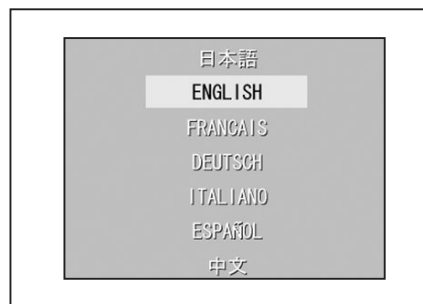 日本語
ENGLISH
FRANCAIS
DEUTSCH
ITALIANO
ESPAÑOL
中文